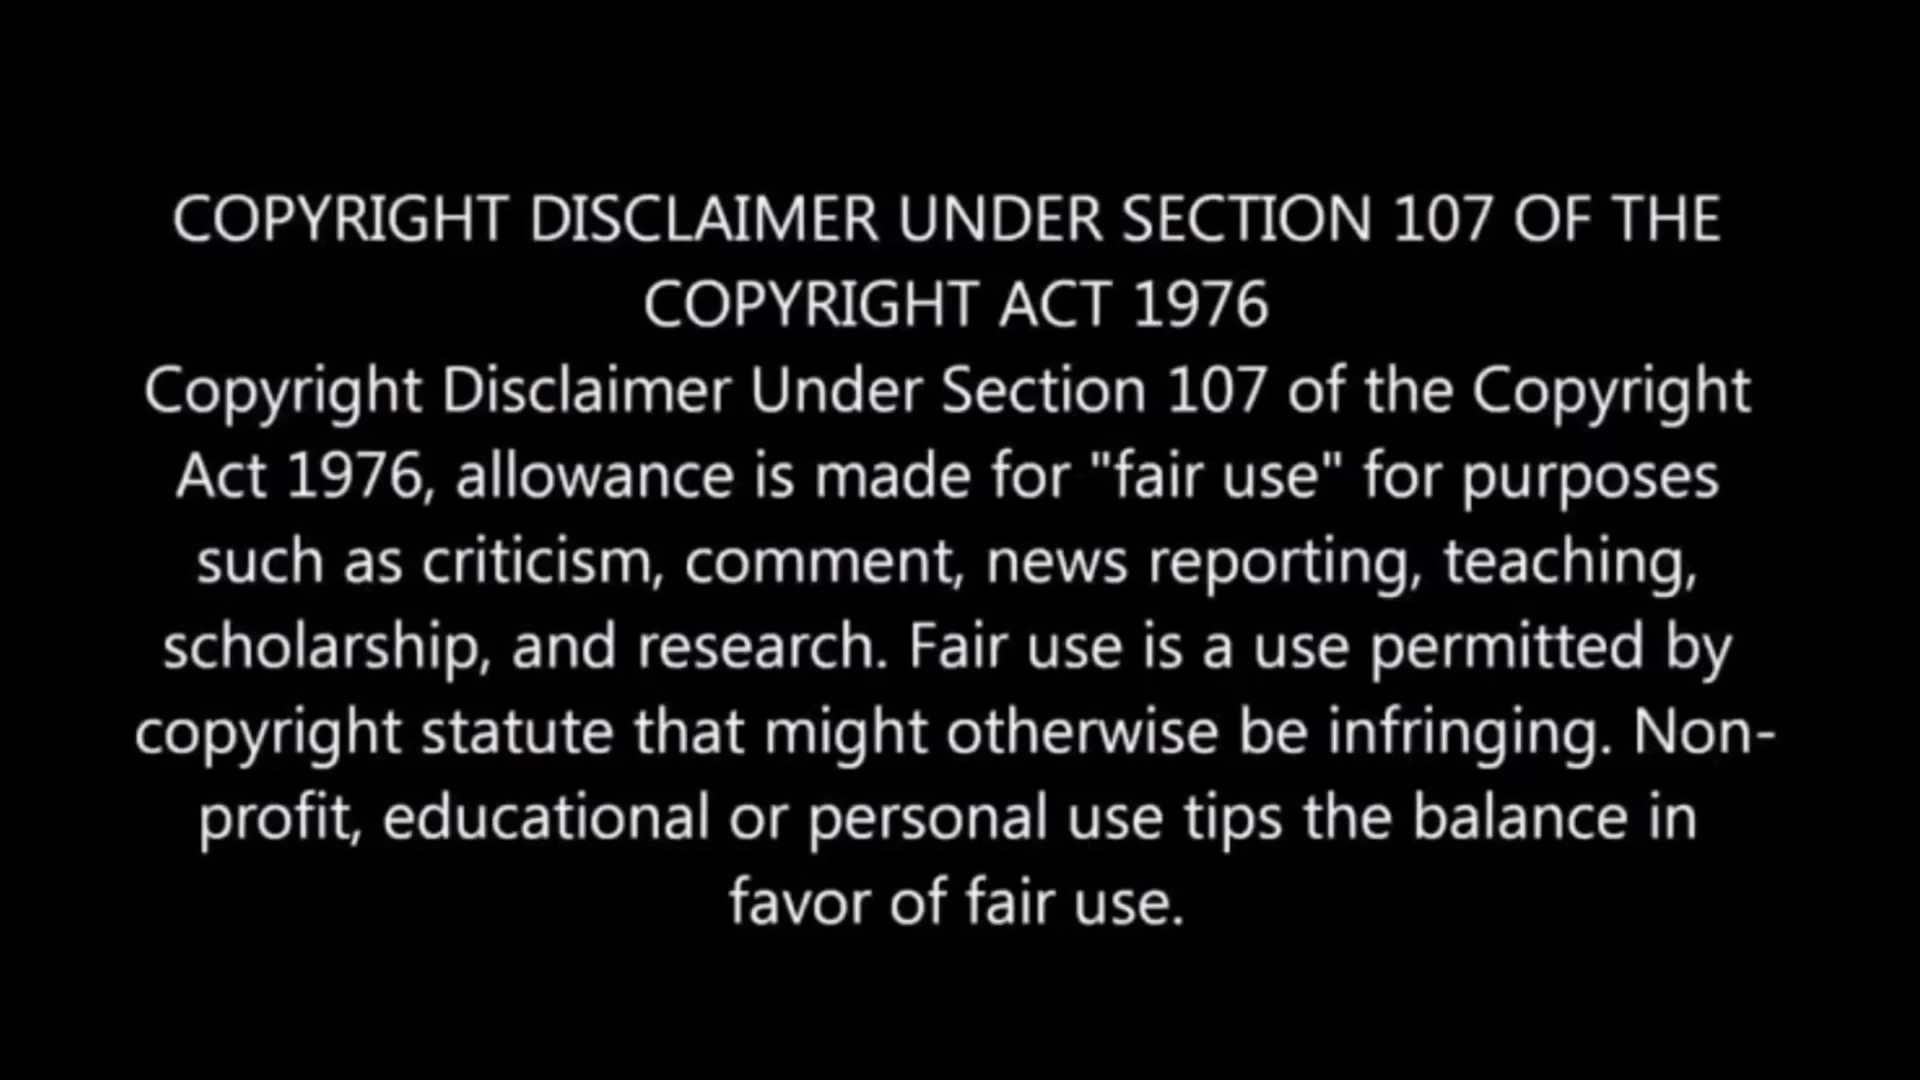 COPYRIGHT DISCLAIMER UNDER SECTION 107 OF THE
COPYRIGHT ACT 1976
Copyright Disclaimer Under Section 107 of the Copyright
Act 1976, allowance is made for "fair use" for purposes
such as criticism, comment, news reporting, teaching,
scholarship, and research. Fair use is a use permitted by
copyright statute that might otherwise be infringing. Non-
profit, educational or personal use tips the balance in
favor of fair use.